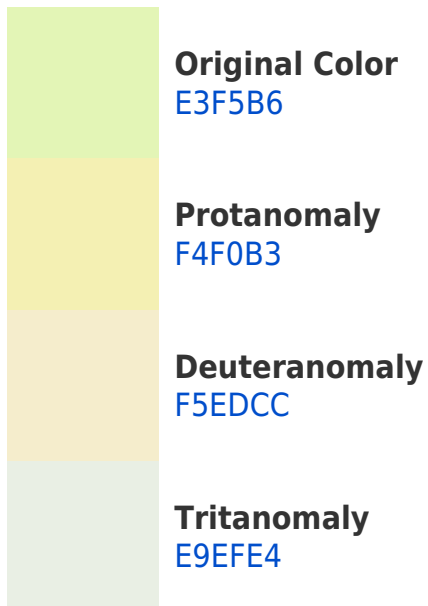 Original Color
E3F5B6
Protanomaly
F4F0B3
Deuteranomaly
F5EDCC
Tritanomaly
E9EFE4